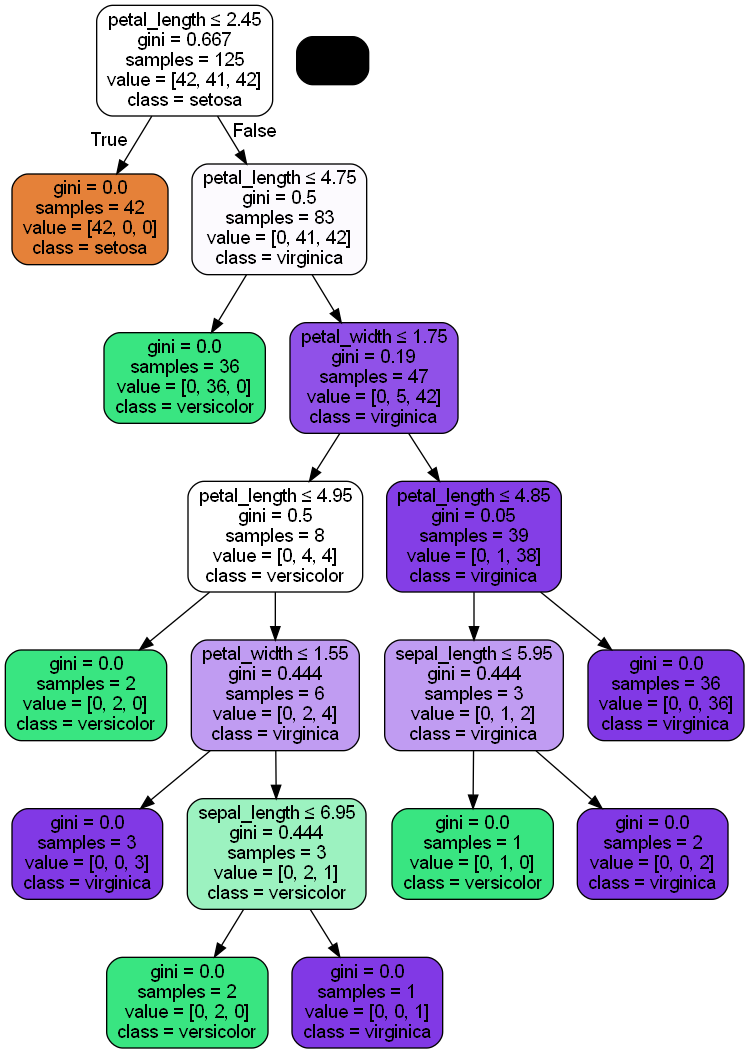 petal_length ≤ 2.45
gini = 0.667
samples = 125
value = [42, 41, 42]
class = setosa
True
False
gini = 0.0
samples = 42
value = [42, 0, 0]
class = setosa
petal_length ≤ 4.75
gini = 0.5
samples = 83
value = [0, 41, 42]
class = virginica
gini = 0.0
samples = 36
value = [0, 36, 0]
class = versicolor
petal_width ≤ 1.75
gini = 0.19
samples = 47
value = [0, 5, 42]
class = virginica
petal_length ≤ 4.95
gini = 0.5
samples = 8
value = [0, 4, 4]
class = versicolor
petal_length ≤ 4.85
gini = 0.05
samples = 39
value = [0, 1, 38]
class = virginica
gini = 0.0
samples = 2
value = [0, 2, 0]
class = versicolor
petal_width ≤ 1.55
gini = 0.444
samples = 6
value = [0, 2, 4]
class = virginica
sepal_length ≤ 5.95
gini = 0.444
samples = 3
value = [0, 1, 2]
class = virginica
gini = 0.0
samples = 36
value = [0, 0, 36]
class = virginica
gini = 0.0
samples = 3
value = [0, 0, 3]
class = virginica
sepal_length ≤ 6.95
gini = 0.444
samples = 3
value = [0, 2, 1]
class = versicolor
gini = 0.0
samples = 1
value = [0, 1, 0]
class = versicolor
gini = 0.0
samples = 2
value = [0, 0, 2]
class = virginica
gini = 0.0
samples = 2
value = [0, 2, 0]
class = versicolor
gini = 0.0
samples = 1
value = [0, 0, 1]
class = virginica